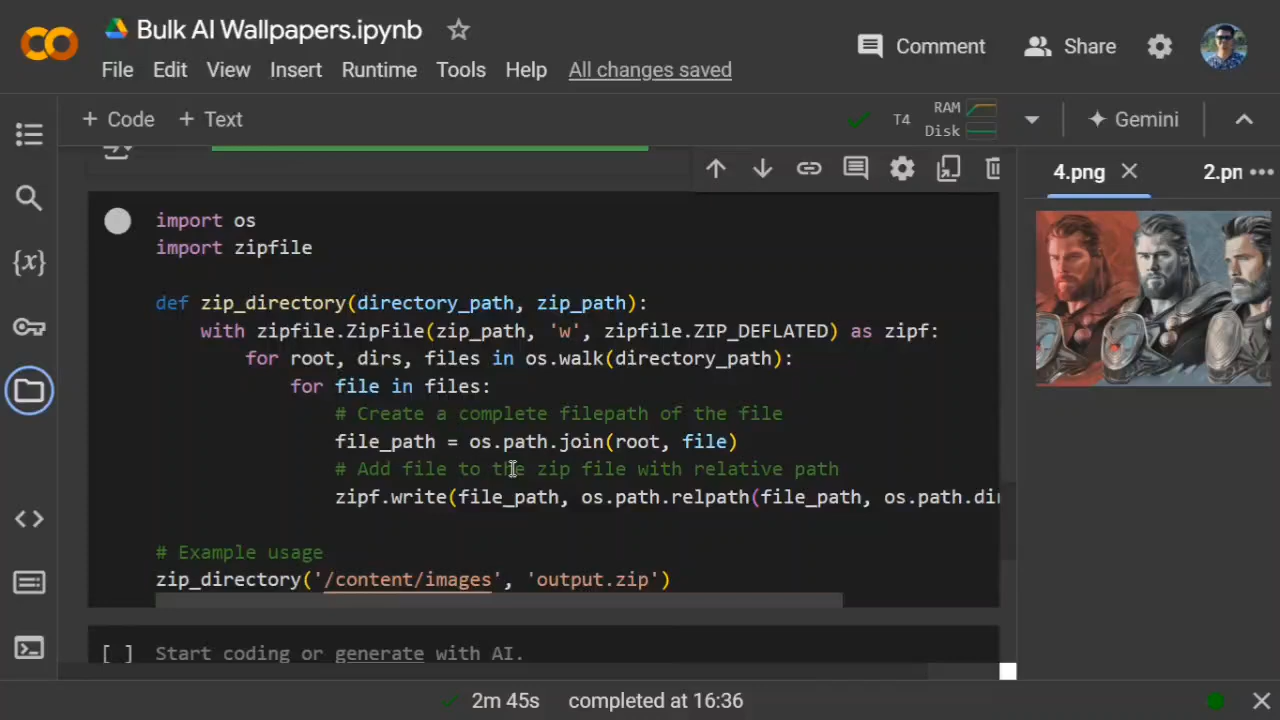 Bulk AI Wallpapers.ipynb
Comment
Share
File Edit View Insert Runtime Tools Help All changes saved
+ Code + Text
RAM
Disk
T4
Gemini
4.png
2.pn
import os
import zipfile
def zip_directory(directory_path, zip_path):
with zipfile.ZipFile(zip_path, 'w', zipfile.ZIP_DEFLATED) as zipf:
for root, dirs, files in os.walk(directory_path):
for file in files:
# Create a complete filepath of the file
file_path = os.path.join(root, file)
# Add file to the zip file with relative path
zipf.write(file_path, os.path.relpath(file_path, os.path.dir
# Example usage
zip_directory('/content/images', 'output.zip')
[ ] Start coding or generate with AI.
2m 45s completed at 16:36